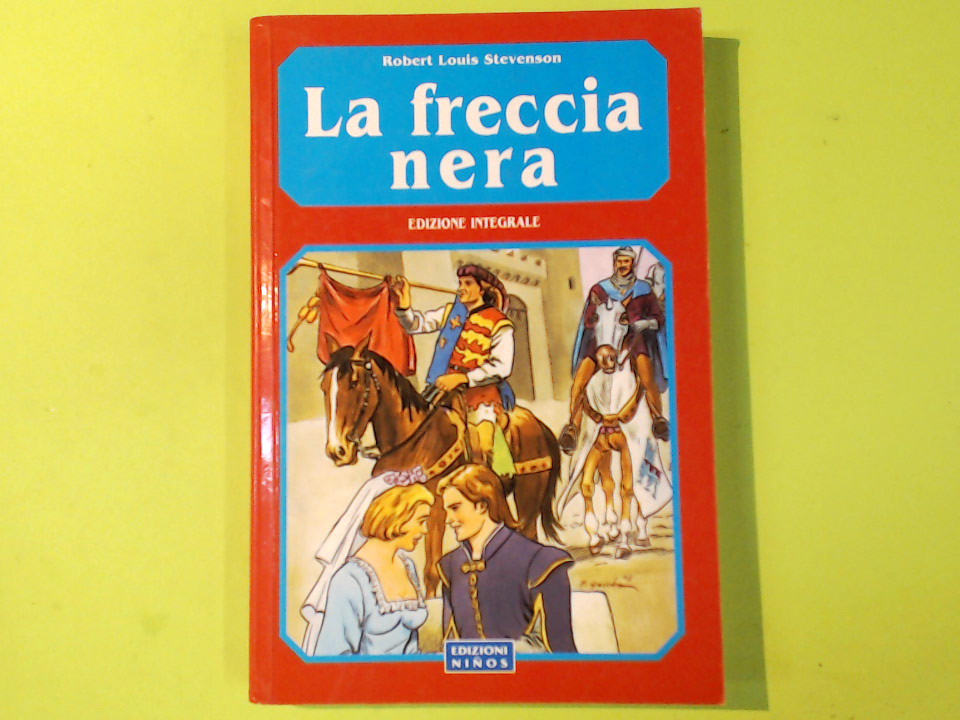 Robert Louis Stevenson
La freccia
nera
EDIZIONE INTEGRALE
EDIZIONI
NIÑOS